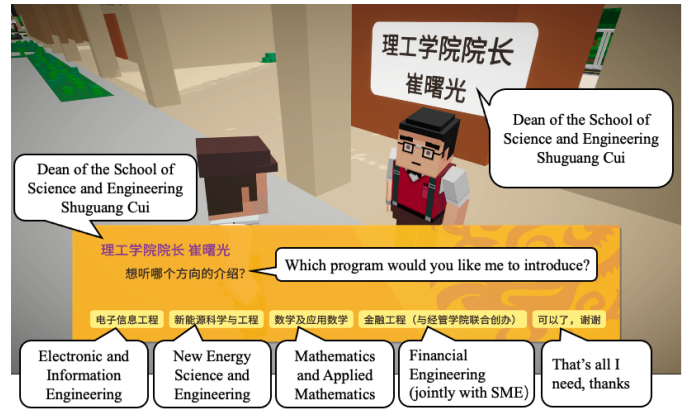 理工学院院长
崔曙光
Dean of the School of
Science and Engineering
Shuguang Cui
Dean of the School of
Science and Engineering
Shuguang Cui
理工学院院长 崔曙光
想听哪个方向的介绍?
Which program would you like me to introduce?
电子信息工程
新能源科学与工程
数学及应用数学
金融工程（与经管学院联合创办）
可以了，谢谢
Electronic and
Information
Engineering
New Energy
Science and
Engineering
Mathematics
and Applied
Mathematics
Financial
Engineering
(jointly with SME）
That’s all I
need, thanks